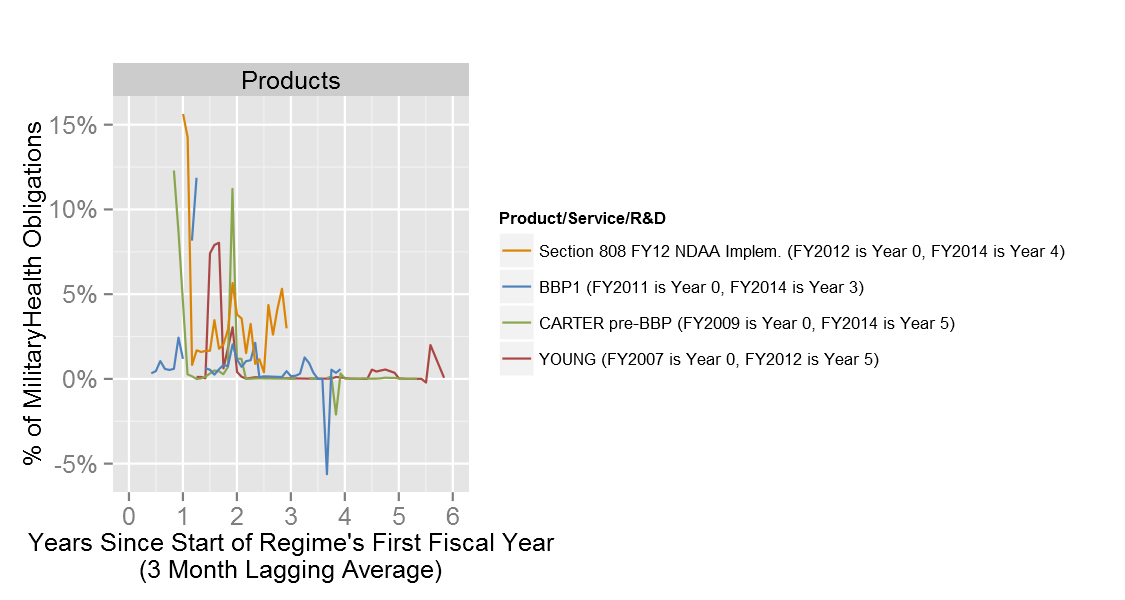 Products
% of MilitaryHealth Obligations
15%
10%
5%
0%
-5%
0 1 2 3 4 5 6
Years Since Start of Regime's First Fiscal Year
(3 Month Lagging Average)
Product/Service/R&D
Section 808 FY12 NDAA Implem. (FY2012 is Year 0, FY2014 is Year 4)
BBP1 (FY2011 is Year 0, FY2014 is Year 3)
CARTER pre-BBP (FY2009 is Year 0, FY2014 is Year 5)
YOUNG (FY2007 is Year 0, FY2012 is Year 5)